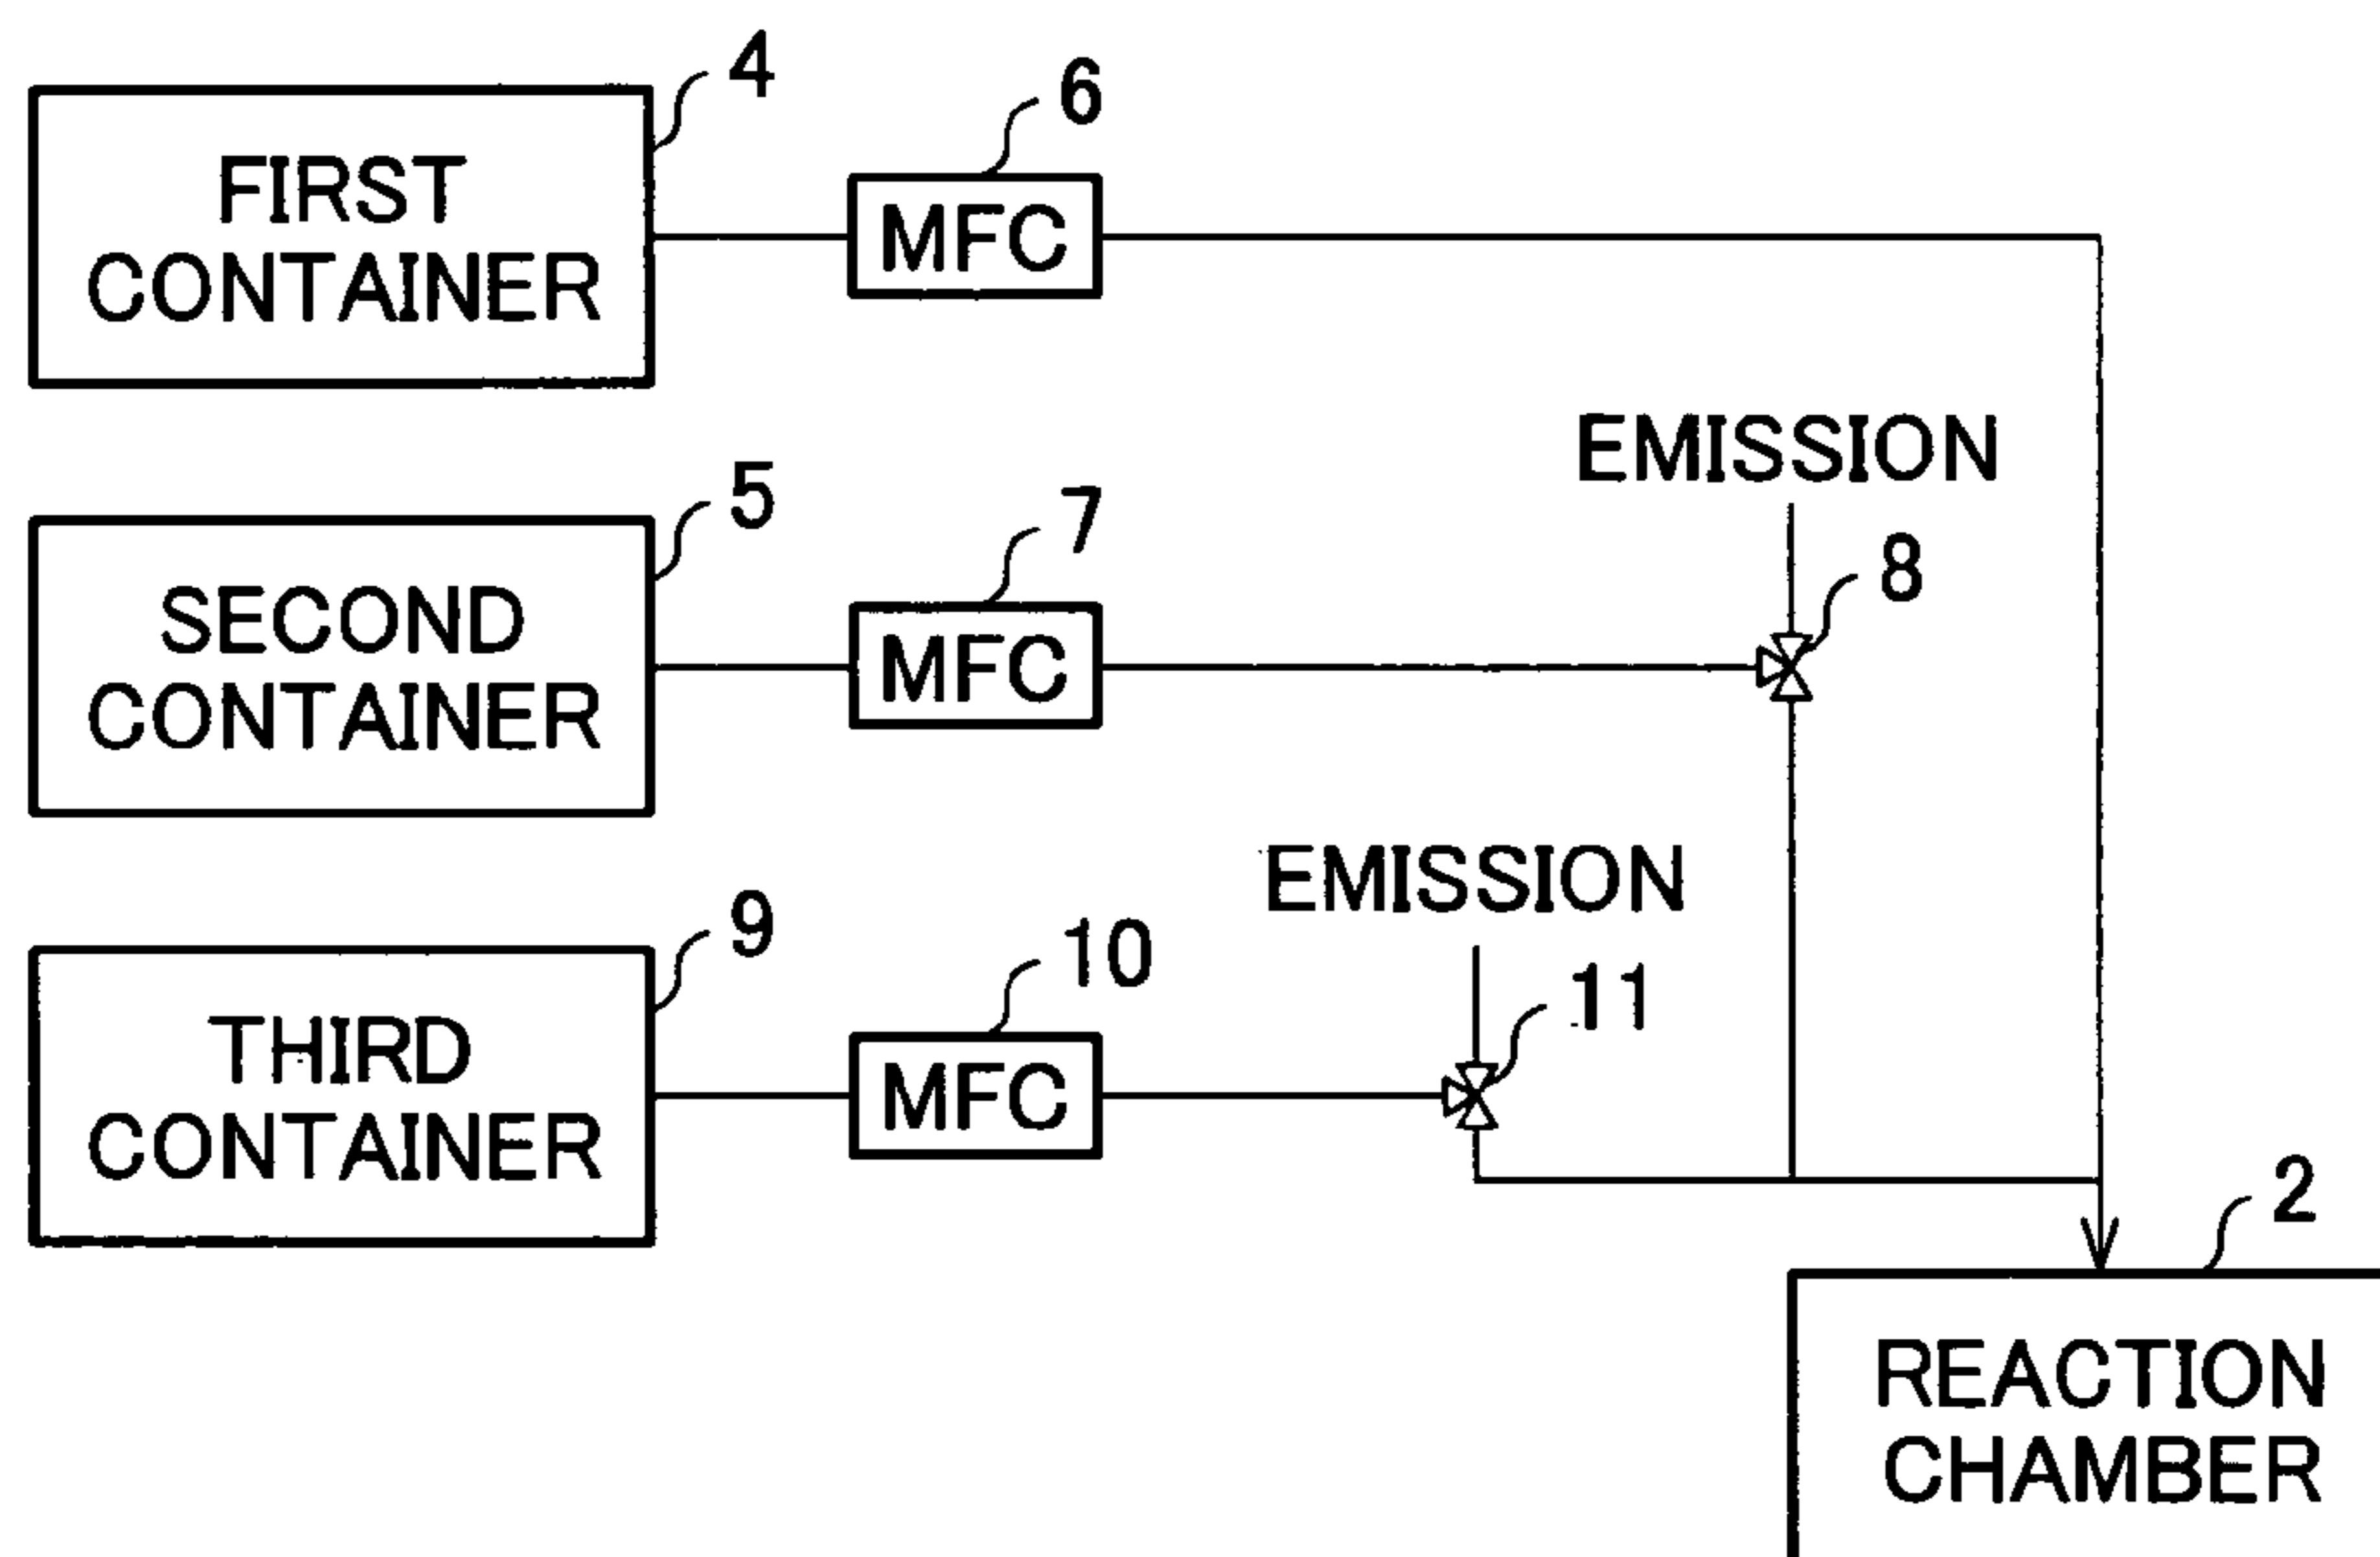 4
6
FIRST
CONTAINER
MFC
EMISSION
5
7
8
SECOND
CONTAINER
MFC
EMISSION
9
10
11
THIRD
CONTAINER
MFC
2
REACTION
CHAMBER